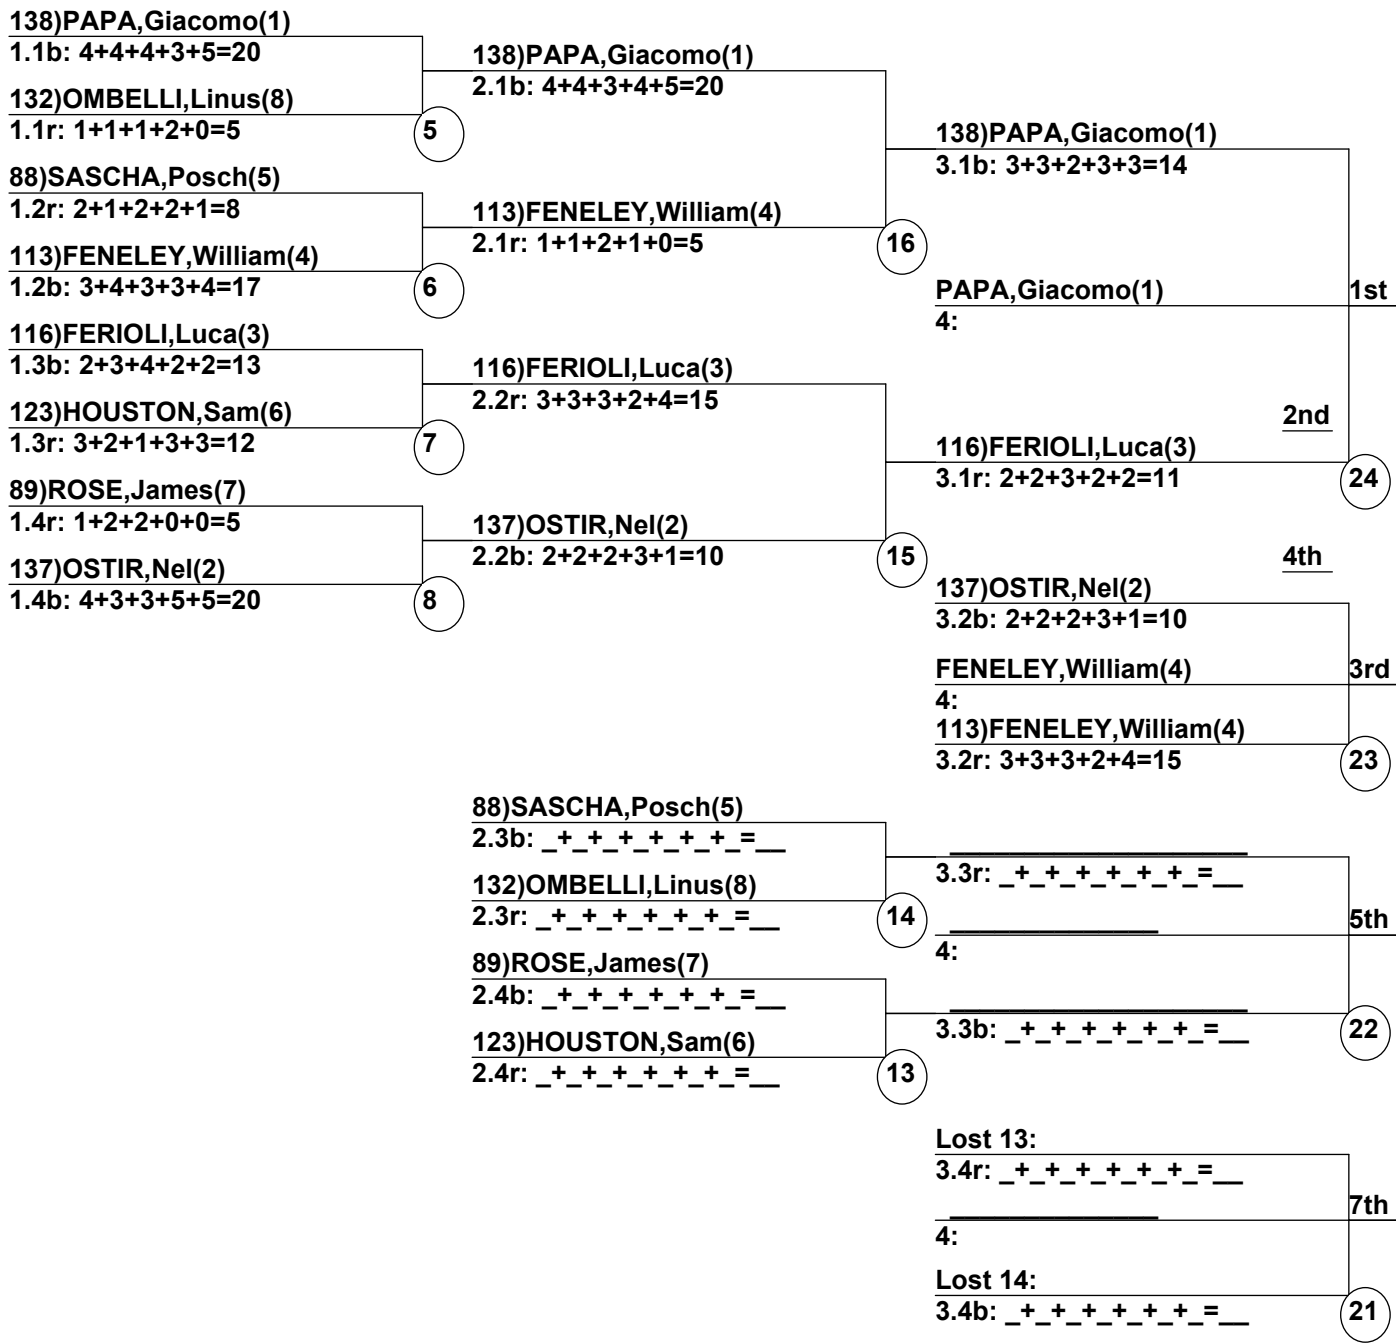 138)PAPA,Giacomo(1)
1.1b: 4+4+4+3+5=20
132)OMBELLI,Linus(8)
1.1r: 1+1+1+2+0=5
5
88)SASCHA,Posch(5)
1.2r: 2+1+2+2+1=8
113)FENELEY,William(4)
1.2b: 3+4+3+3+4=17
6
116)FERIOLI,Luca(3)
1.3b: 2+3+4+2+2=13
123)HOUSTON,Sam(6)
1.3r: 3+2+1+3+3=12
7
89)ROSE,James(7)
1.4r: 1+2+2+0+0=5
137)OSTIR,Nel(2)
1.4b: 4+3+3+5+5=20
8
138)PAPA,Giacomo(1)
2.1b: 4+4+3+4+5=20
113)FENELEY,William(4)
2.1r: 1+1+2+1+0=5
16
116)FERIOLI,Luca(3)
2.2r: 3+3+3+2+4=15
137)OSTIR,Nel(2)
2.2b: 2+2+2+3+1=10
15
88)SASCHA,Posch(5)
2.3b: _+_+_+_+_+_=__
132)OMBELLI,Linus(8)
2.3r: _+_+_+_+_+_=__
14
89)ROSE,James(7)
2.4b: _+_+_+_+_+_=__
123)HOUSTON,Sam(6)
2.4r: _+_+_+_+_+_=__
13
138)PAPA,Giacomo(1)
3.1b: 3+3+2+3+3=14
PAPA,Giacomo(1) 1st
4:
2nd
116)FERIOLI,Luca(3)
3.1r: 2+2+3+2+2=11
24
4th
137)OSTIR,Nel(2)
3.2b: 2+2+2+3+1=10
FENELEY,William(4) 3rd
4:
113)FENELEY,William(4)
3.2r: 3+3+3+2+4=15
23
3.3r: _+_+_+_+_+_=__
5th
4:
3.3b: _+_+_+_+_+_=__
22
Lost 13:
3.4r: _+_+_+_+_+_=__
7th
4:
Lost 14:
3.4b: _+_+_+_+_+_=__
21